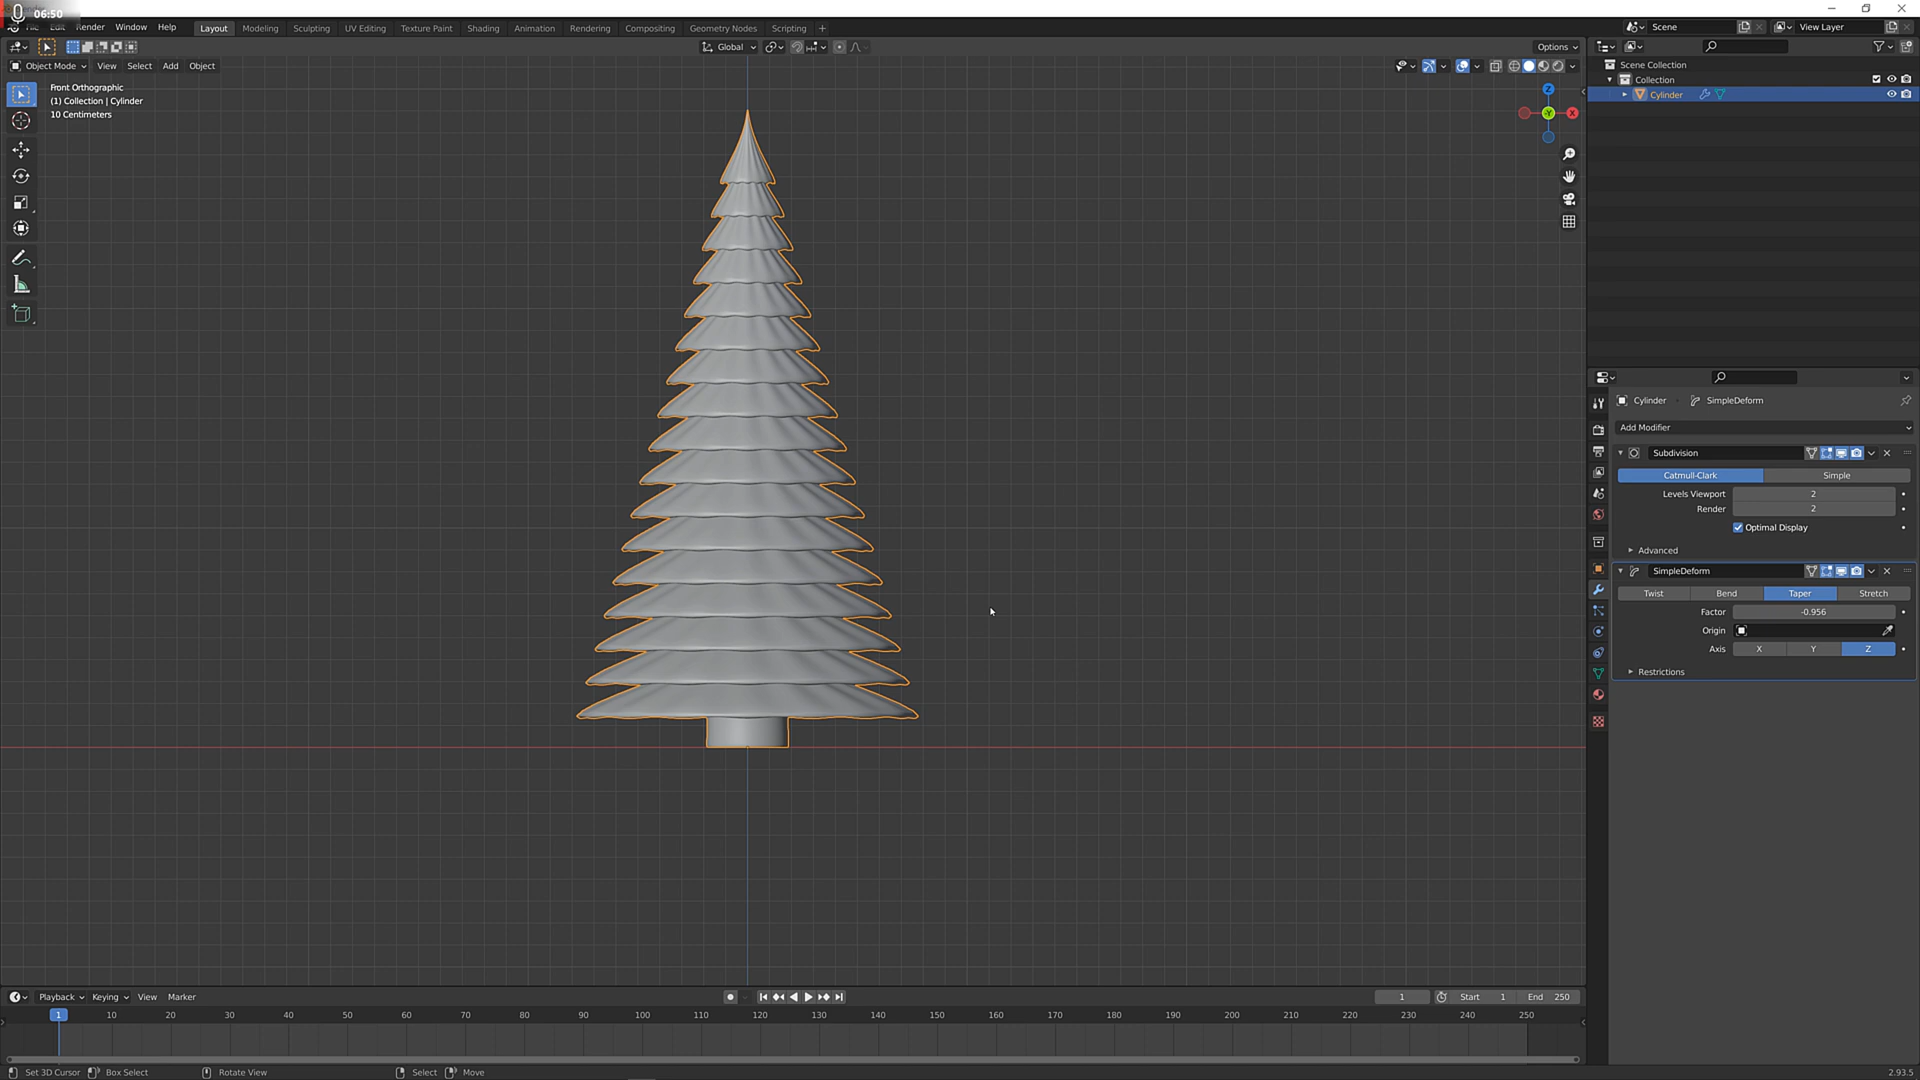 06:50
Render Window Help
Layout Modeling Sculpting UV Editing Texture Paint Shading Animation Rendering Compositing Geometry Nodes Scripting +
Scene
View Layer
Global
Options
Object Mode View Select Add Object
Front Orthographic
(1) Collection | Cylinder
10 Centimeters
Z
X
-Y
Scene Collection
Collection
Cylinder
Cylinder SimpleDeform
Add Modifier
Subdivision
Catmull-Clark Simple
Levels Viewport 2
Render 2
Optimal Display
Advanced
SimpleDeform
Twist Bend Taper Stretch
Factor -0.956
Origin
Axis X Y Z
Restrictions
Playback Keying View Marker
1 Start 1 End 250
1 10 20 30 40 50 60 70 80 90 100 110 120 130 140 150 160 170 180 190 200 210 220 230 240 250
Set 3D Cursor Box Select Rotate View Select Move
2.93.5